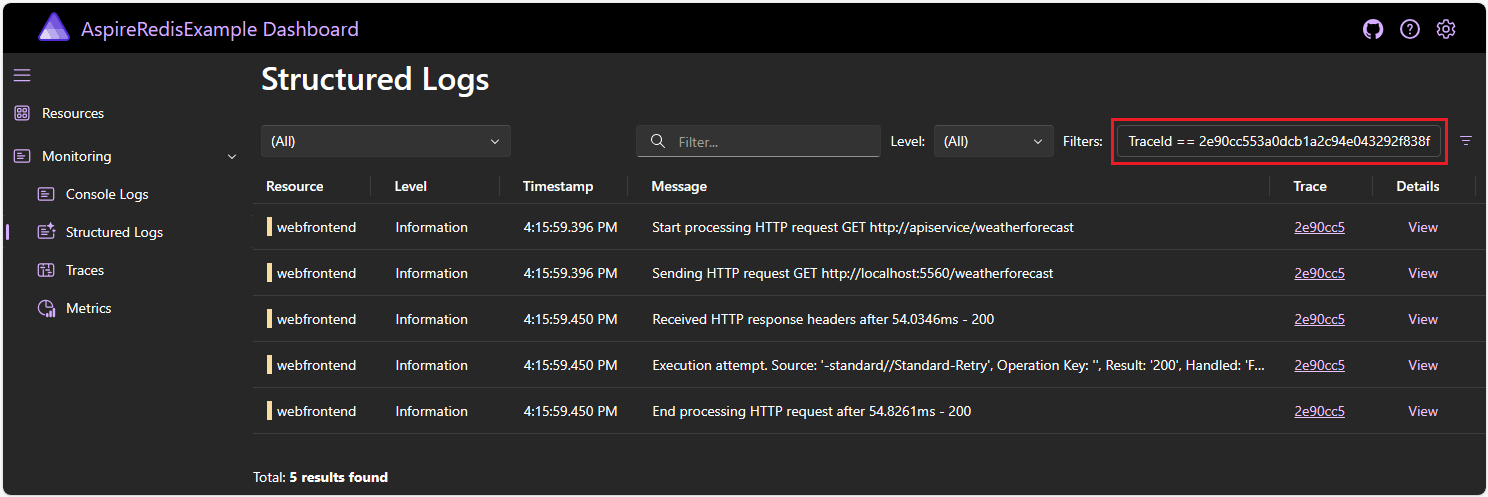 AspireRedisExample Dashboard
Structured Logs
Resources
Monitoring
Console Logs
Structured Logs
Traces
Metrics
(All) Filter... Level: (All) Filters: TraceId == 2e90cc553a0dcb1a2c94e043292f838f
Resource Level Timestamp Message Trace Details
webfrontend Information 4:15:59.396 PM Start processing HTTP request GET http://apiservice/weatherforecast 2e90cc5 View
webfrontend Information 4:15:59.396 PM Sending HTTP request GET http://localhost:5560/weatherforecast 2e90cc5 View
webfrontend Information 4:15:59.450 PM Received HTTP response headers after 54.0346ms - 200 2e90cc5 View
webfrontend Information 4:15:59.450 PM Execution attempt. Source: '-standard//Standard-Retry', Operation Key: '', Result: '200', Handled: 'F... 2e90cc5 View
webfrontend Information 4:15:59.450 PM End processing HTTP request after 54.8261ms - 200 2e90cc5 View
Total: 5 results found